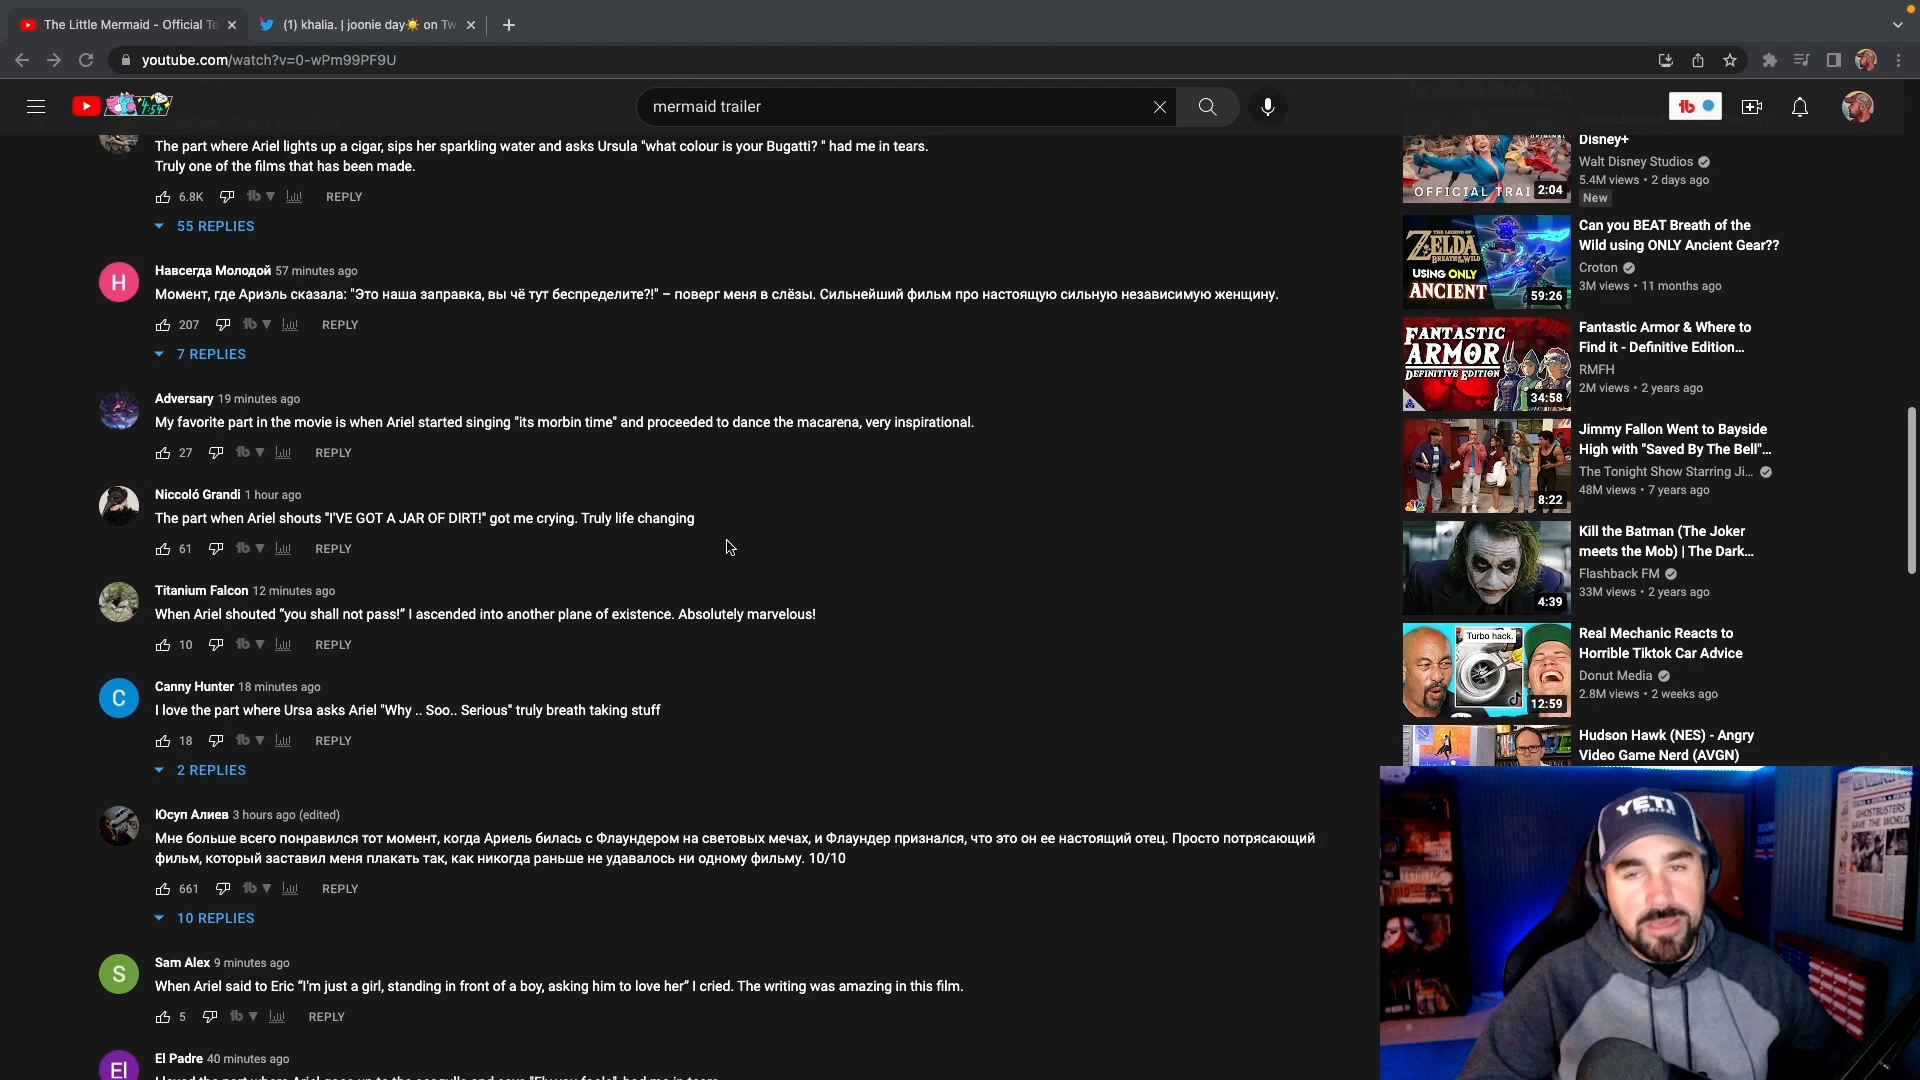 The Little Mermaid - Official Te
(1) khalia. | joonie day☀️ on Tw
youtube.com/watch?v=0-wPm99PF9U
mermaid trailer
The part where Ariel lights up a cigar, sips her sparkling water and asks Ursula "what colour is your Bugatti? " had me in tears.
Truly one of the films that has been made.
6.8K REPLY
55 REPLIES
Навсегда Молодой 57 minutes ago
Момент, где Ариэль сказала: "Это наша заправка, вы чё тут беспределите?!" – поверг меня в слёзы. Сильнейший фильм про настоящую сильную независимую женщину.
207 REPLY
7 REPLIES
Adversary 19 minutes ago
My favorite part in the movie is when Ariel started singing "its morbin time" and proceeded to dance the macarena, very inspirational.
27 REPLY
Niccoló Grandi 1 hour ago
The part when Ariel shouts "I'VE GOT A JAR OF DIRT!" got me crying. Truly life changing
61 REPLY
Titanium Falcon 12 minutes ago
When Ariel shouted “you shall not pass!” I ascended into another plane of existence. Absolutely marvelous!
10 REPLY
C
Canny Hunter 18 minutes ago
I love the part where Ursa asks Ariel "Why .. Soo.. Serious" truly breath taking stuff
18 REPLY
2 REPLIES
Юсуп Алиев 3 hours ago (edited)
Мне больше всего понравился тот момент, когда Ариель билась с Флаундером на световых мечах, и Флаундер признался, что это он ее настоящий отец. Просто потрясающий
фильм, который заставил меня плакать так, как никогда раньше не удавалось ни одному фильму. 10/10
661 REPLY
10 REPLIES
S
Sam Alex 9 minutes ago
When Ariel said to Eric “I'm just a girl, standing in front of a boy, asking him to love her” I cried. The writing was amazing in this film.
5 REPLY
El
El Padre 40 minutes ago
Disney+
Walt Disney Studios
5.4M views • 2 days ago
New
OFFICIAL TRAI 2:04
Can you BEAT Breath of the
Wild using ONLY Ancient Gear??
Croton
3M views • 11 months ago
THE LEGEND OF
ZELDA
BREATH OF THE WILD
USING ONLY
ANCIENT 59:26
Fantastic Armor & Where to
Find it - Definitive Edition...
RMFH
2M views • 2 years ago
FANTASTIC
ARMOR
DEFINITIVE EDITION
34:58
Jimmy Fallon Went to Bayside
High with "Saved By The Bell"...
The Tonight Show Starring Ji...
48M views • 7 years ago
8:22
Kill the Batman (The Joker
meets the Mob) | The Dark...
Flashback FM
33M views • 2 years ago
4:39
Real Mechanic Reacts to
Horrible Tiktok Car Advice
Donut Media
2.8M views • 2 weeks ago
Turbo hack.
12:59
Hudson Hawk (NES) - Angry
Video Game Nerd (AVGN)
YETI
COOLERS
GHOSTBUSTERS
SAVE THE WORLD